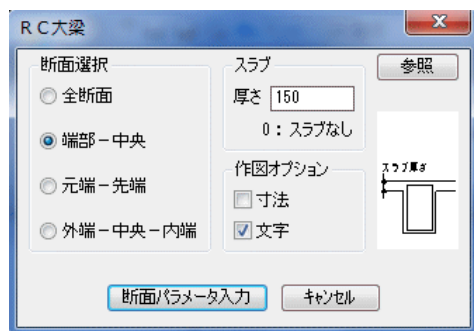 RC大梁
断面選択
全断面
端部－中央
元端－先端
外端－中央－内端
スラブ
厚さ 150
0：スラブなし
作図オプション
寸法
文字
参照
スラブ厚さ
断面パラメータ入力
キャンセル